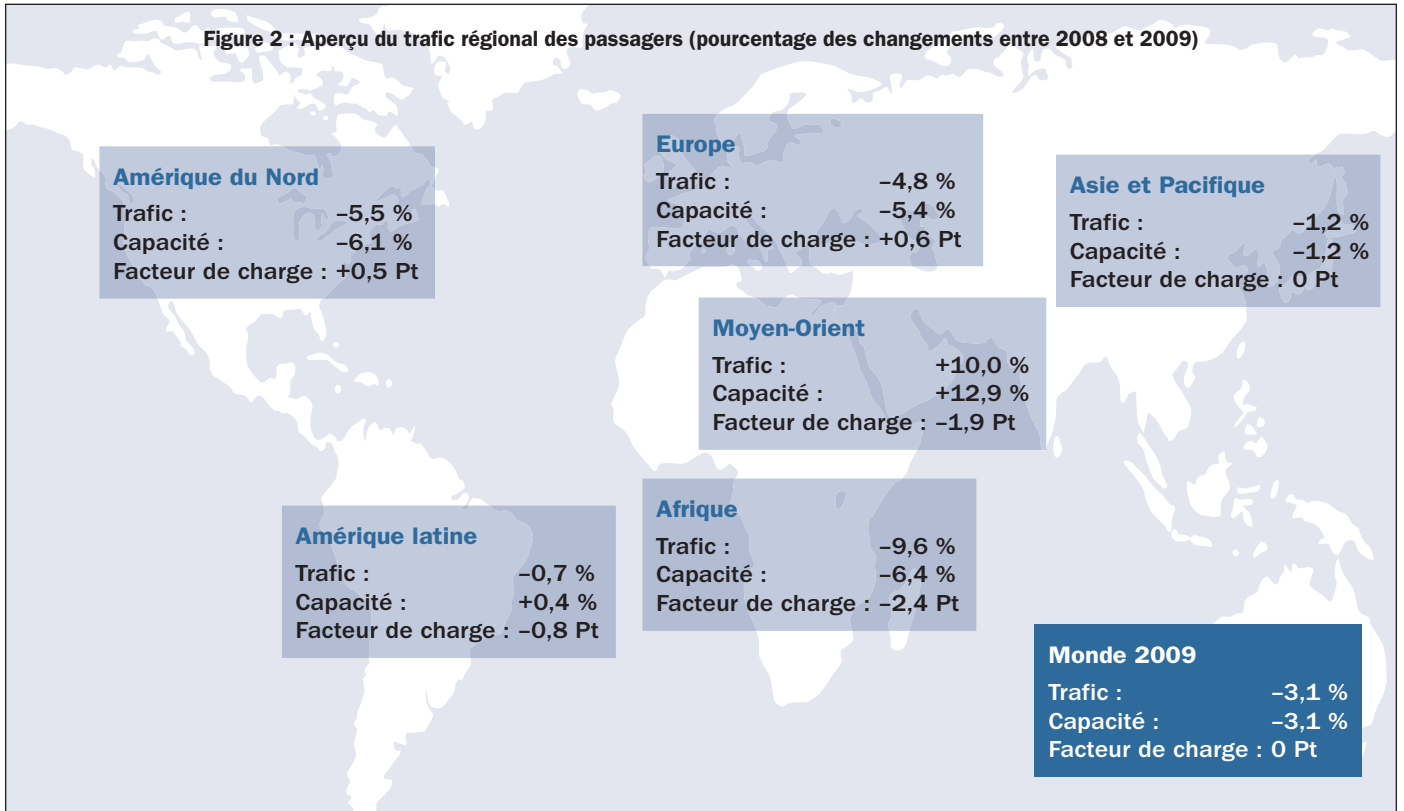 Figure 2 : Aperçu du trafic régional des passagers (pourcentage des changements entre 2008 et 2009)
Amérique du Nord
Trafic : –5,5 %
Capacité : –6,1 %
Facteur de charge : +0,5 Pt
Europe
Trafic : –4,8 %
Capacité : –5,4 %
Facteur de charge : +0,6 Pt
Asie et Pacifique
Trafic : –1,2 %
Capacité : –1,2 %
Facteur de charge : 0 Pt
Moyen-Orient
Trafic : +10,0 %
Capacité : +12,9 %
Facteur de charge : –1,9 Pt
Amérique latine
Trafic : –0,7 %
Capacité : +0,4 %
Facteur de charge : –0,8 Pt
Afrique
Trafic : –9,6 %
Capacité : –6,4 %
Facteur de charge : –2,4 Pt
Monde 2009
Trafic : –3,1 %
Capacité : –3,1 %
Facteur de charge : 0 Pt